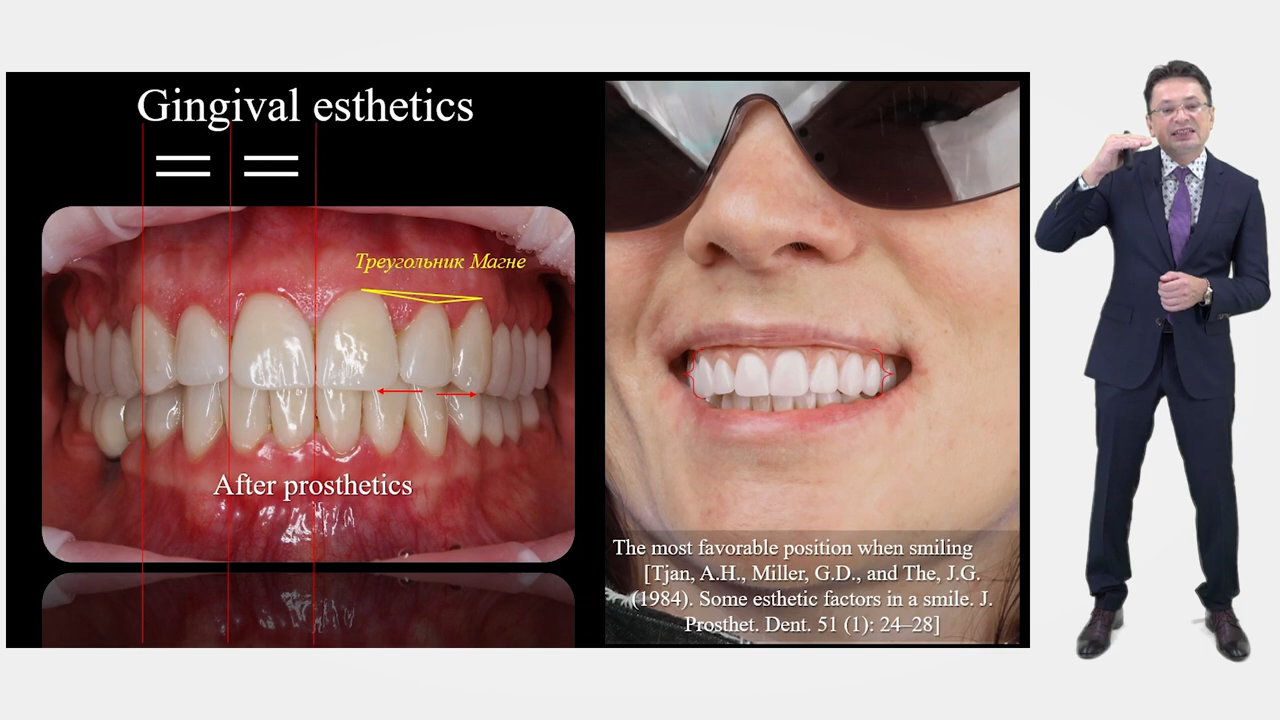 Gingival esthetics
Треугольник Магне
After prosthetics
The most favorable position when smiling
[Tjan, A.H., Miller, G.D., and The, J.G.
(1984). Some esthetic factors in a smile. J.
Prosthet. Dent. 51 (1): 24–28]